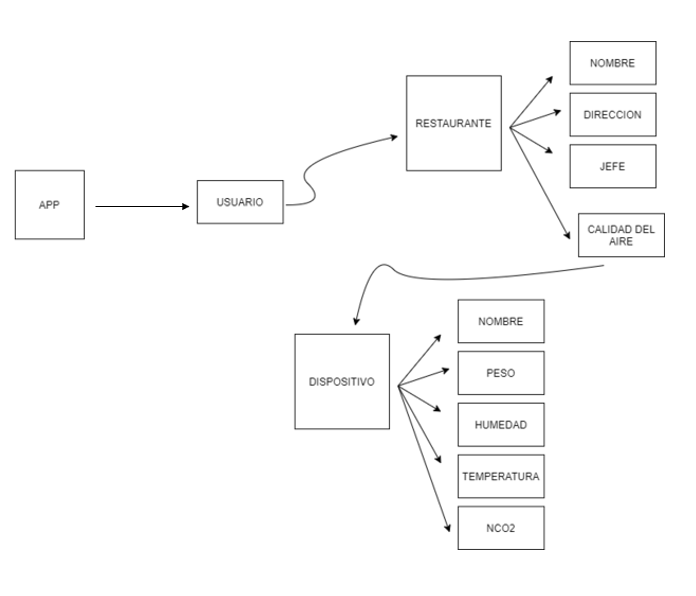 APP
USUARIO
RESTAURANTE
NOMBRE
DIRECCION
JEFE
CALIDAD DEL
AIRE
DISPOSITIVO
NOMBRE
PESO
HUMEDAD
TEMPERATURA
NCO2